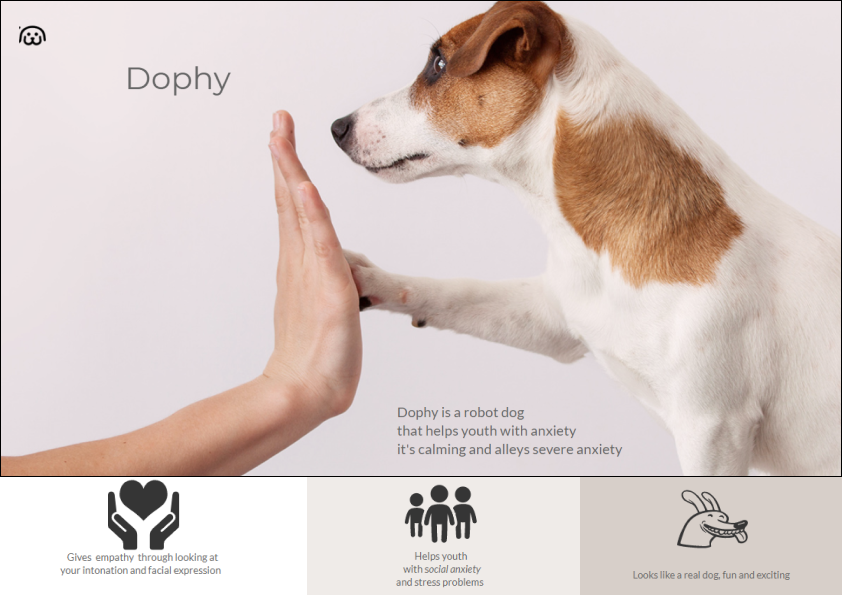 Dophy
Dophy is a robot dog
that helps youth with anxiety
it's calming and alleys severe anxiety
Gives empathy through looking at
your intonation and facial expression
Helps youth
with social anxiety
and stress problems
Looks like a real dog, fun and exciting